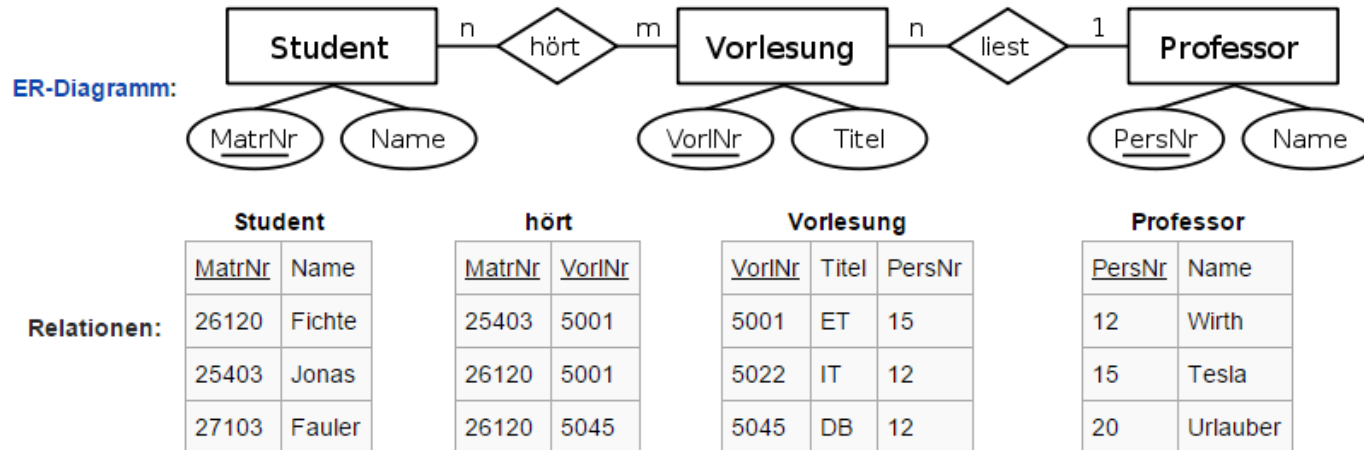 Student n hört m Vorlesung n liest 1 Professor
ER-Diagramm:
MatrNr Name VorlNr Titel PersNr Name
Student hört Vorlesung Professor
MatrNr Name MatrNr VorlNr VorlNr Titel PersNr PersNr Name
Relationen:
26120 Fichte 25403 5001 5001 ET 15 12 Wirth
25403 Jonas 26120 5001 5022 IT 12 15 Tesla
27103 Fauler 26120 5045 5045 DB 12 20 Urlauber